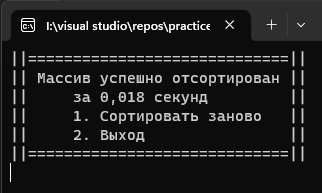 I:\visual studio\repos\practice
||============================||
|| Массив успешно отсортирован ||
|| за 0,018 секунд ||
|| 1. Сортировать заново ||
|| 2. Выход ||
||============================||